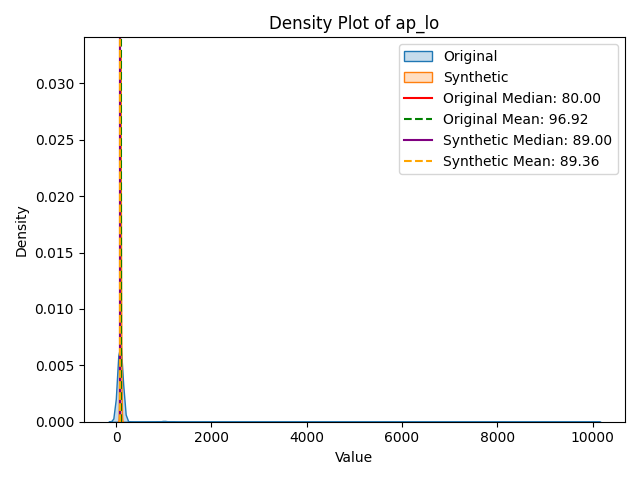 Density Plot of ap_lo
Original
Synthetic
Original Median: 80.00
Original Mean: 96.92
Synthetic Median: 89.00
Synthetic Mean: 89.36
Density
0.030
0.025
0.020
0.015
0.010
0.005
0.000
0
2000
4000
6000
8000
10000
Value